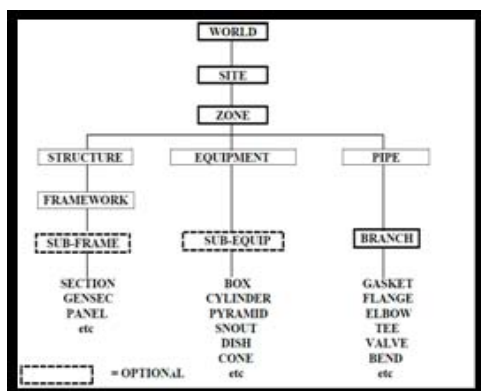 WORLD
SITE
ZONE
STRUCTURE EQUIPMENT PIPE
FRAMEWORK
SUB-FRAME SUB-EQUIP BRANCH
SECTION BOX GASKET
GENSEC CYLINDER FLANGE
PANEL PYRAMID ELBOW
etc SNOUT TEE
DISH VALVE
CONE BEND
etc etc
= OPTIONAL